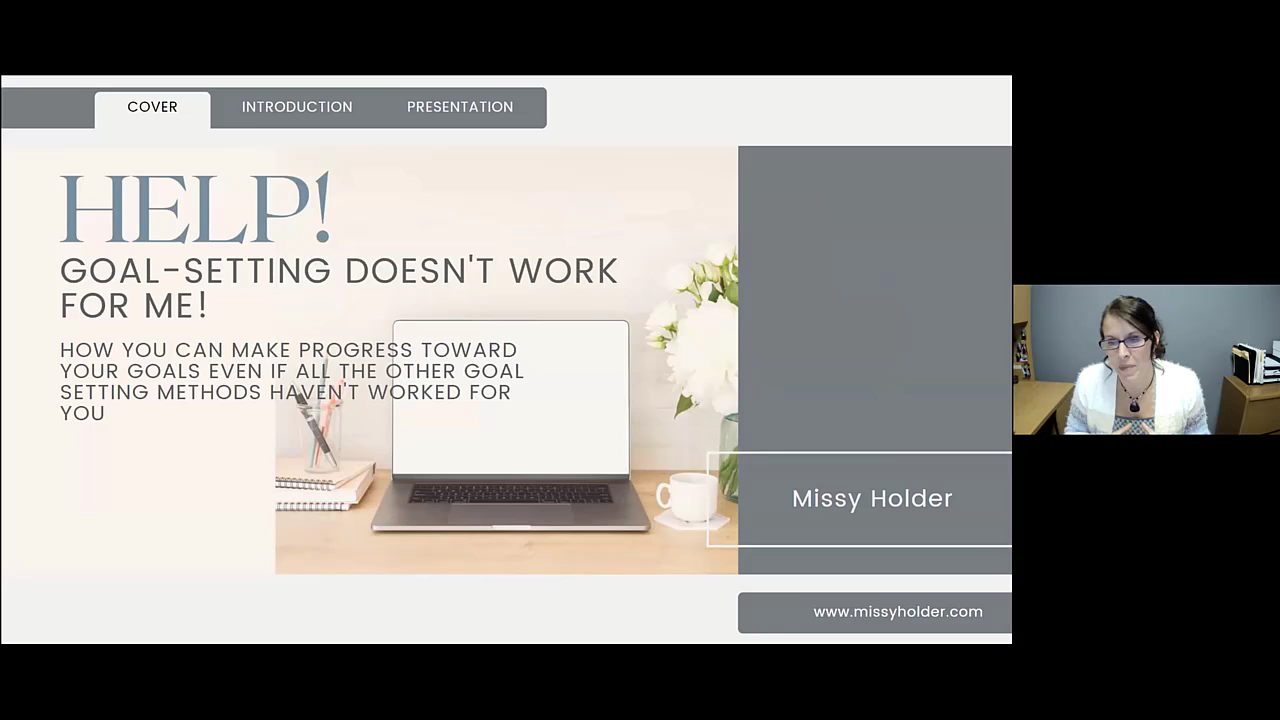 COVER
INTRODUCTION
PRESENTATION
HELP!
GOAL-SETTING DOESN'T WORK
FOR ME!
HOW YOU CAN MAKE PROGRESS TOWARD
YOUR GOALS EVEN IF ALL THE OTHER GOAL
SETTING METHODS HAVEN'T WORKED FOR
YOU
Missy Holder
www.missyholder.com